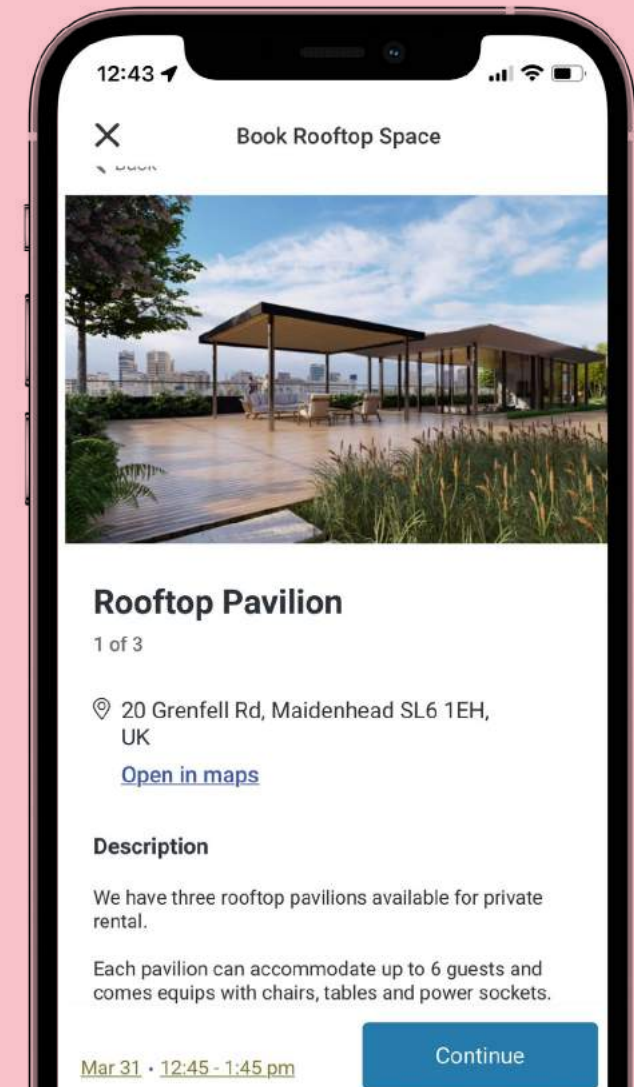 12:43
Book Rooftop Space
Rooftop Pavilion
1 of 3
20 Grenfell Rd, Maidenhead SL6 1EH,
UK
Open in maps
Description
We have three rooftop pavilions available for private
rental.
Each pavilion can accommodate up to 6 guests and
comes equips with chairs, tables and power sockets.
Mar 31 • 12:45 - 1:45 pm
Continue